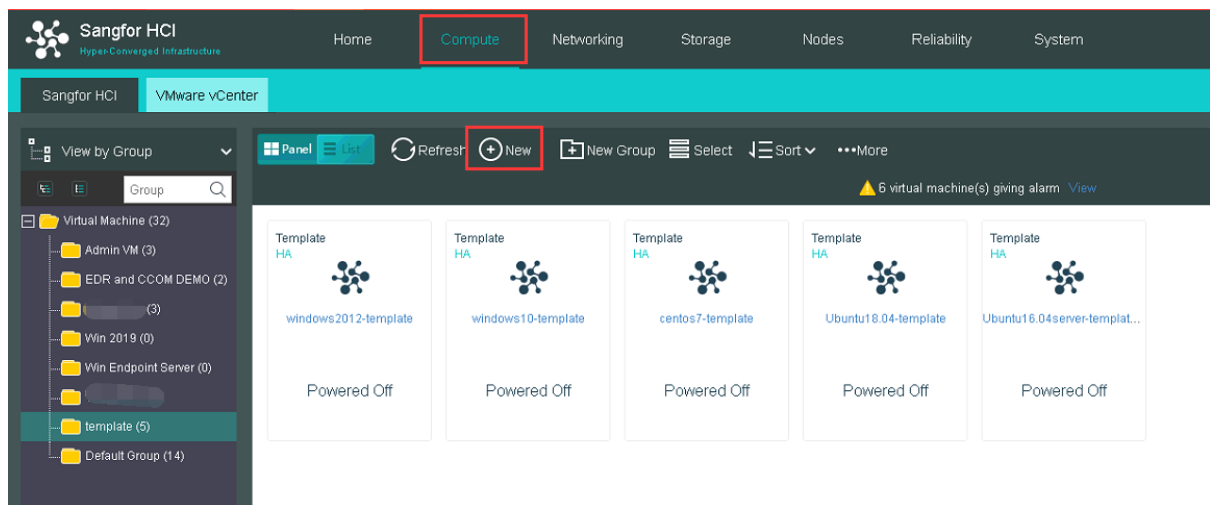 Sangfor HCI
Hyper-Converged Infrastructure
Home Compute Networking Storage Nodes Reliability System
Sangfor HCI VMware vCenter
View by Group
Panel List Refresh New New Group Select Sort •••More
Group
6 virtual machine(s) giving alarm View
Virtual Machine (32)
Admin VM (3)
EDR and CCOM DEMO (2)
(3)
Win 2019 (0)
Win Endpoint Server (0)
template (5)
Default Group (14)
Template
HA
windows2012-template
Powered Off
Template
HA
windows10-template
Powered Off
Template
HA
centos7-template
Powered Off
Template
HA
Ubuntu18.04-template
Powered Off
Template
HA
Ubuntu16.04server-templat...
Powered Off